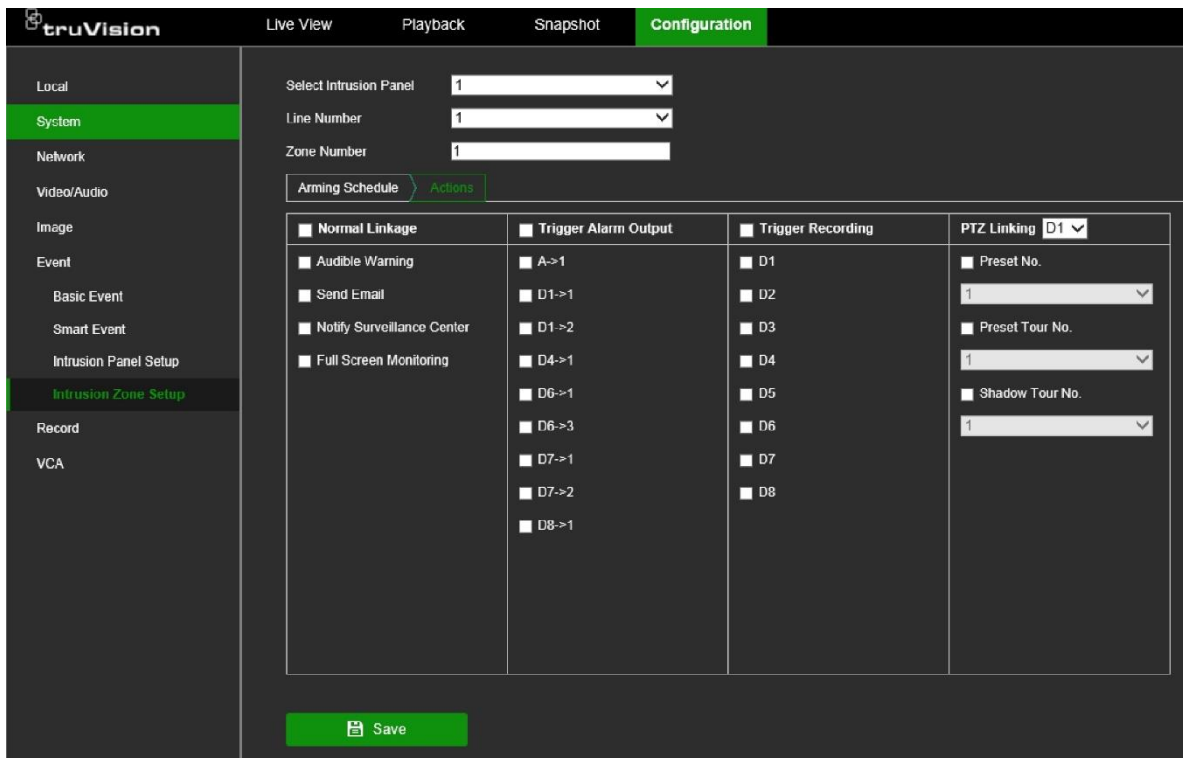 truVision Live View Playback Snapshot Configuration
Local
System
Network
Video/Audio
Image
Event
Basic Event
Smart Event
Intrusion Panel Setup
Intrusion Zone Setup
Record
VCA
Select Intrusion Panel 1
Line Number 1
Zone Number 1
Arming Schedule Actions
Normal Linkage Trigger Alarm Output Trigger Recording PTZ Linking D1
Audible Warning A->1 D1 Preset No.
Send Email D1->1 D2 1
Notify Surveillance Center D1->2 D3 Preset Tour No.
Full Screen Monitoring D4->1 D4 1
D6->1 D5 Shadow Tour No.
D6->3 D6 1
D7->1 D7
D7->2 D8
D8->1
Save